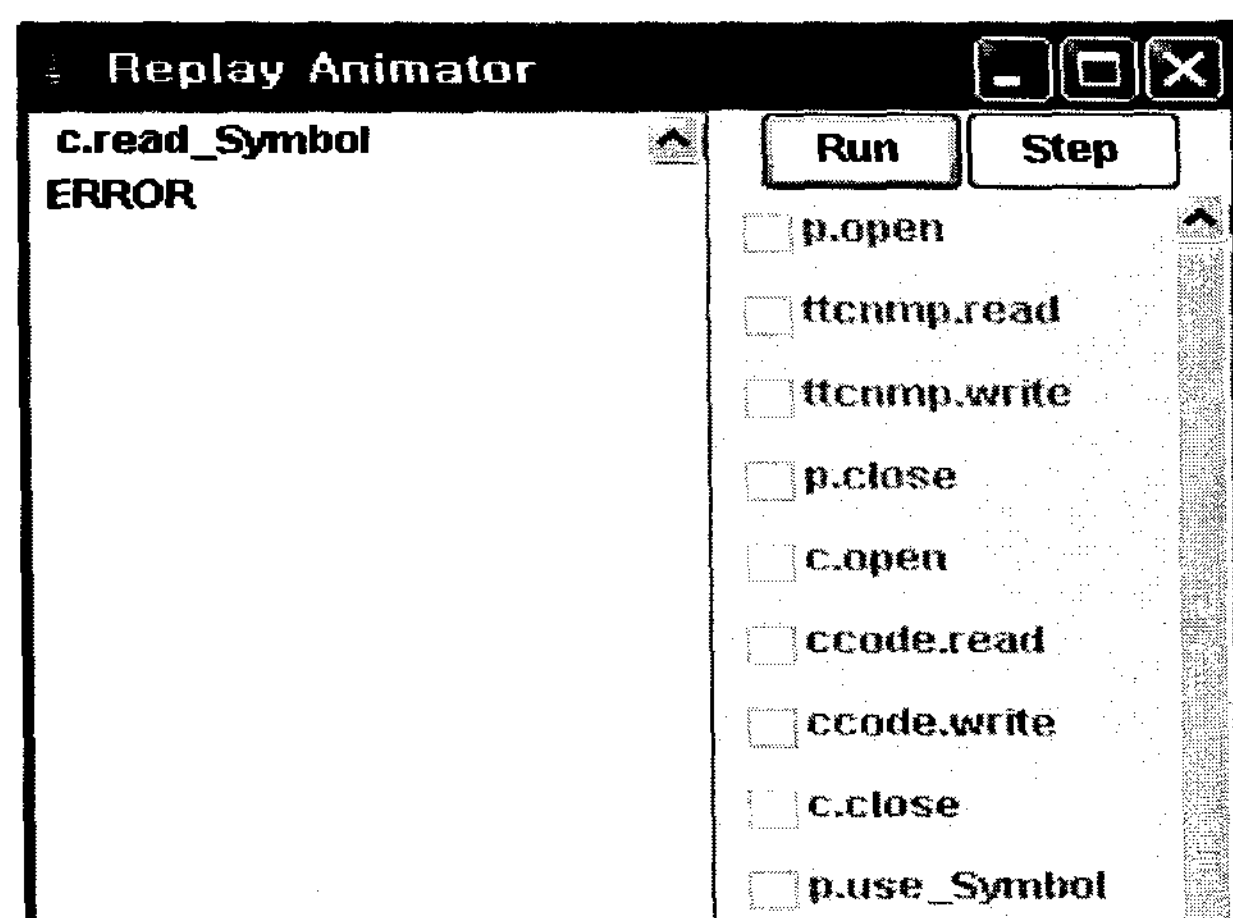 Replay Animator
c.read_Symbol
ERROR
Run Step
p.open
ttcnmp.read
ttcnmp.write
p.close
c.open
ccode.read
ccode.write
c.close
p.use_Symbol